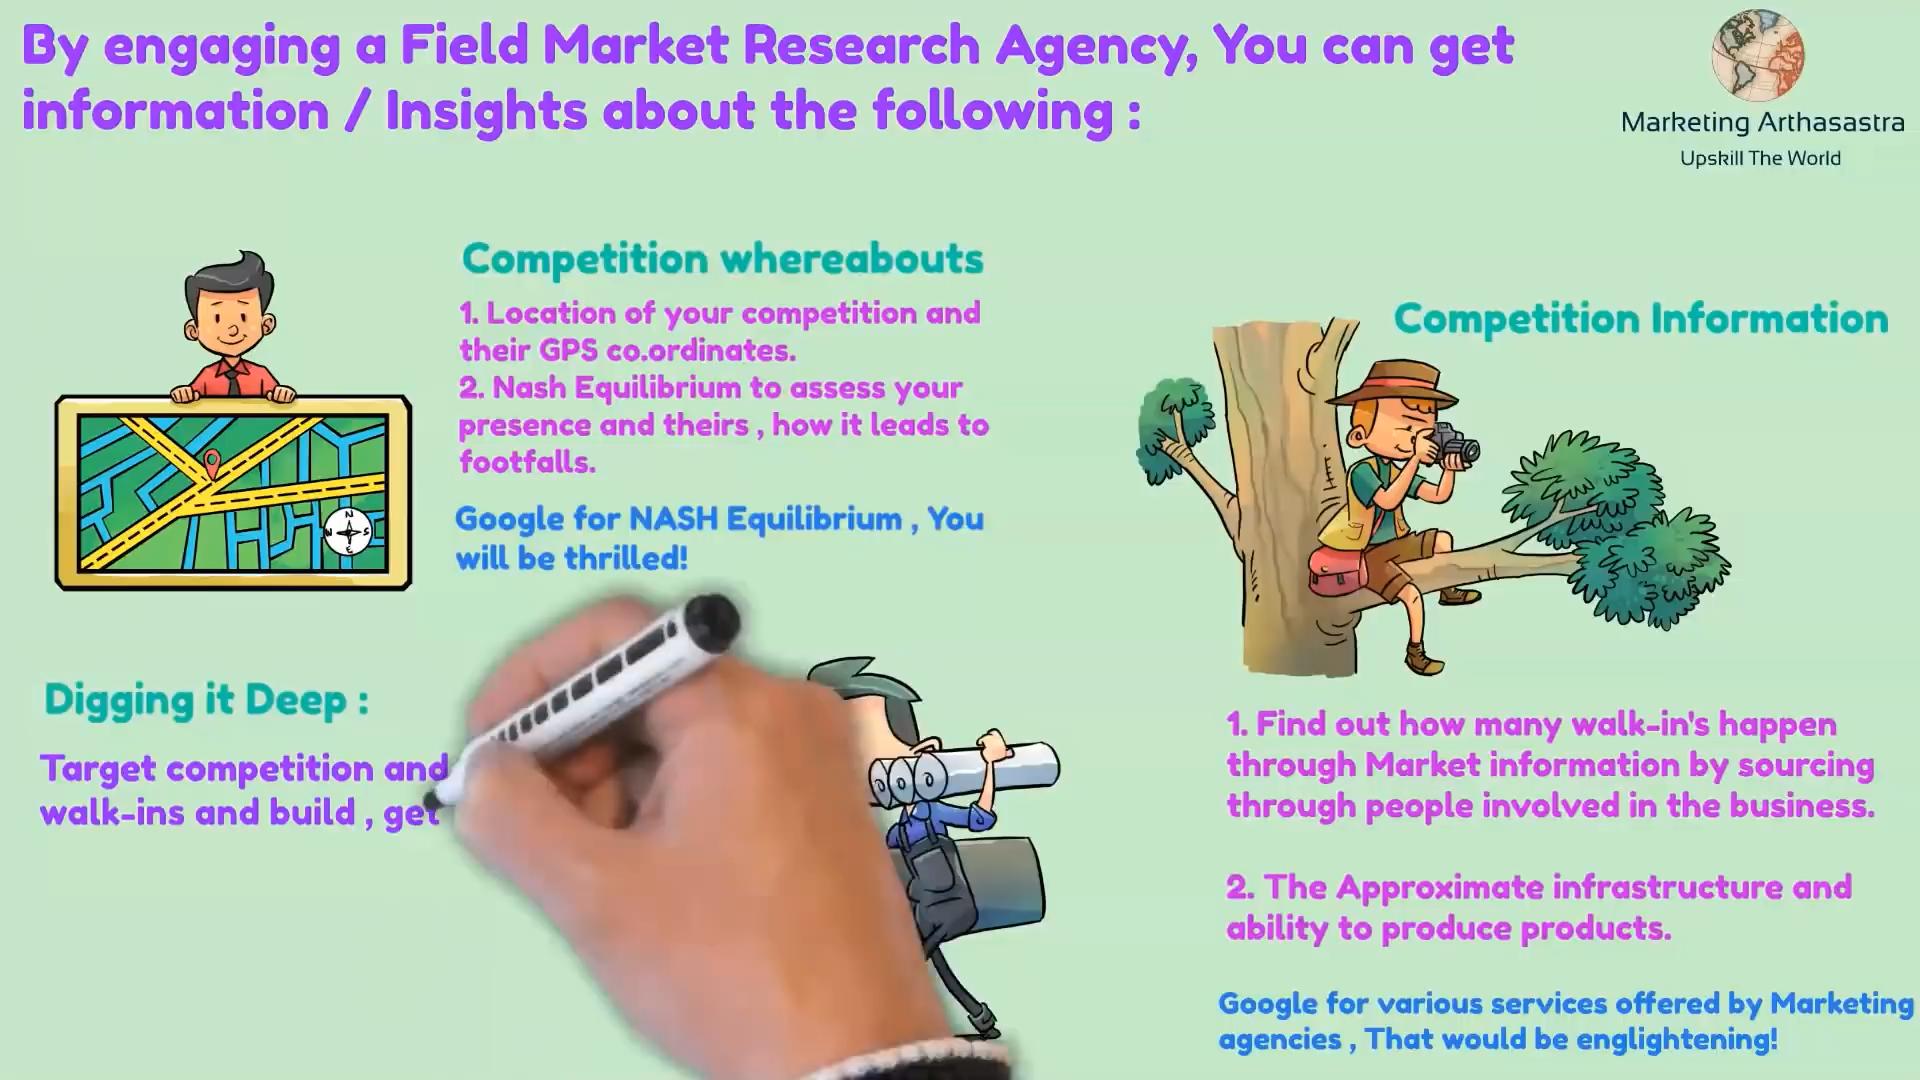 By engaging a Field Market Research Agency, You can get
information / Insights about the following :
Marketing Arthasastra
Upskill The World
Competition whereabouts
1. Location of your competition and
their GPS co.ordinates.
2. Nash Equilibrium to assess your
presence and theirs , how it leads to
footfalls.
Google for NASH Equilibrium , You
will be thrilled!
N
W S
E
Competition Information
1. Find out how many walk-in's happen
through Market information by sourcing
through people involved in the business.
2. The Approximate infrastructure and
ability to produce products.
Google for various services offered by Marketing
agencies , That would be englightening!
Digging it Deep :
Target competition and
walk-ins and build , get